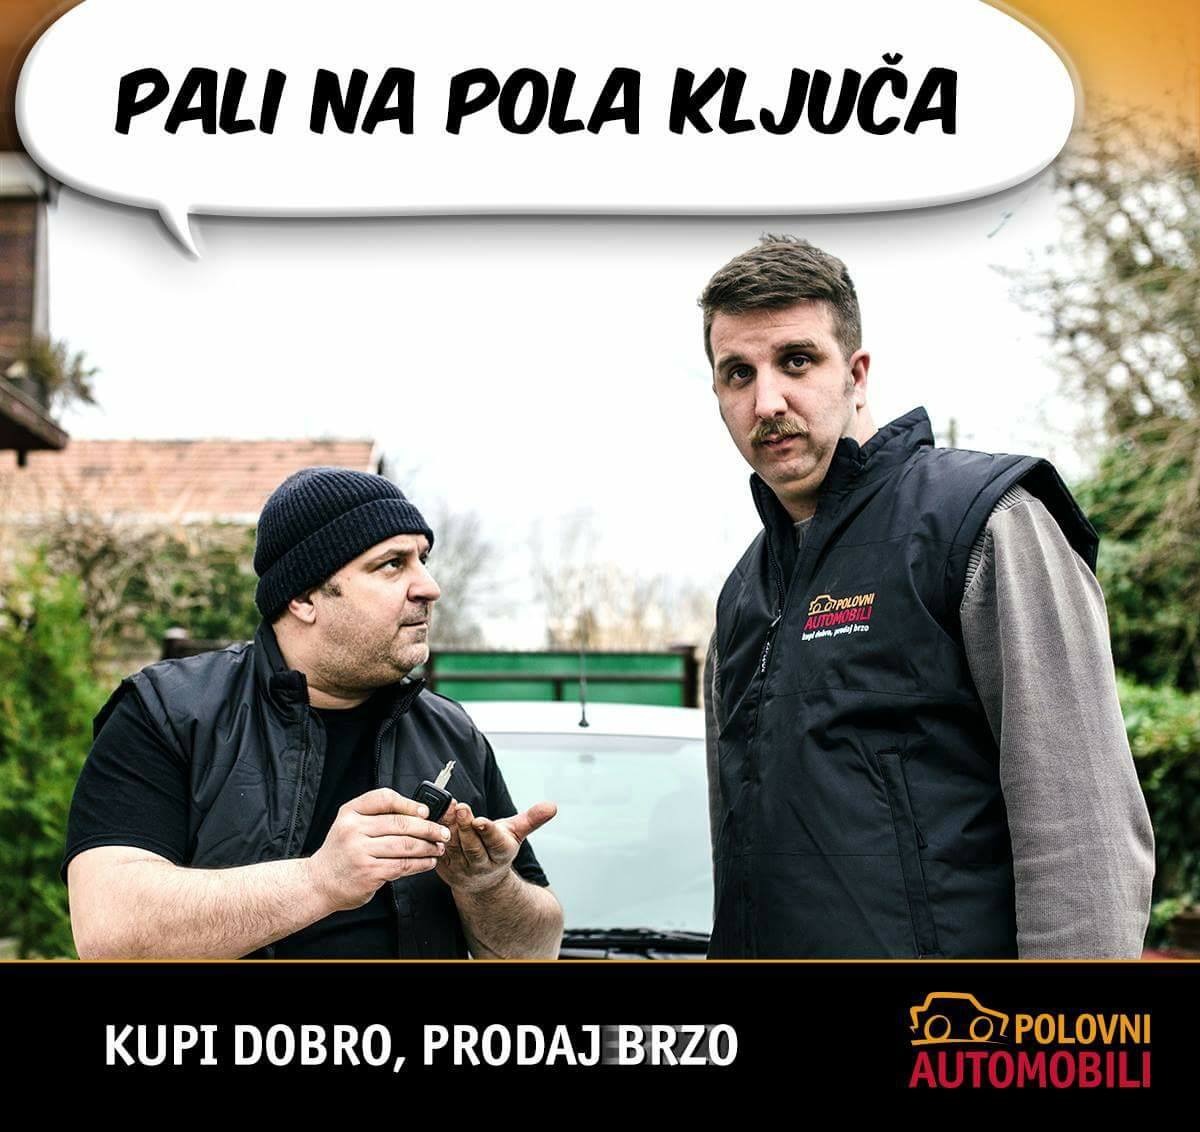 PALI NA POLA KLJUČA
POLOVNI
AUTOMOBILI
kupi dobro, prodaj brzo
KUPI DOBRO, PRODAJ BRZO
POLOVNI
AUTOMOBILI